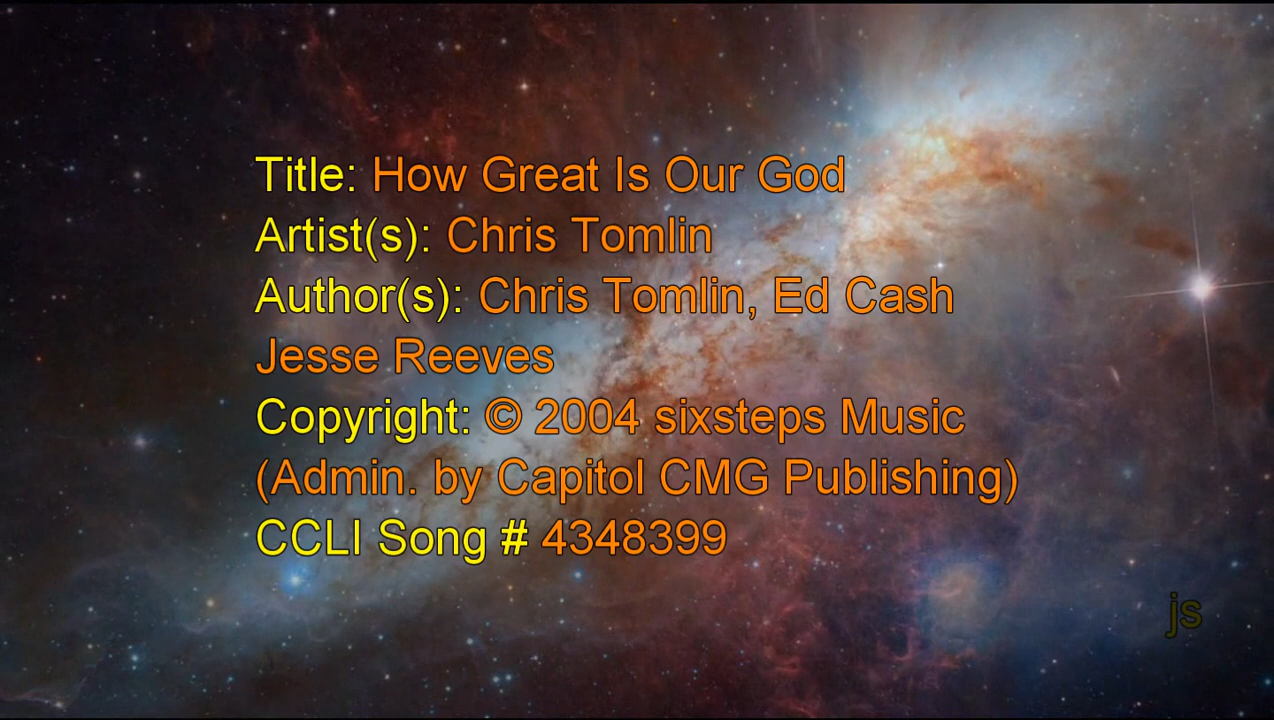 Title: How Great Is Our God
Artist(s): Chris Tomlin
Author(s): Chris Tomlin, Ed Cash
Jesse Reeves
Copyright: © 2004 sixsteps Music
(Admin. by Capitol CMG Publishing)
CCLI Song # 4348399
js